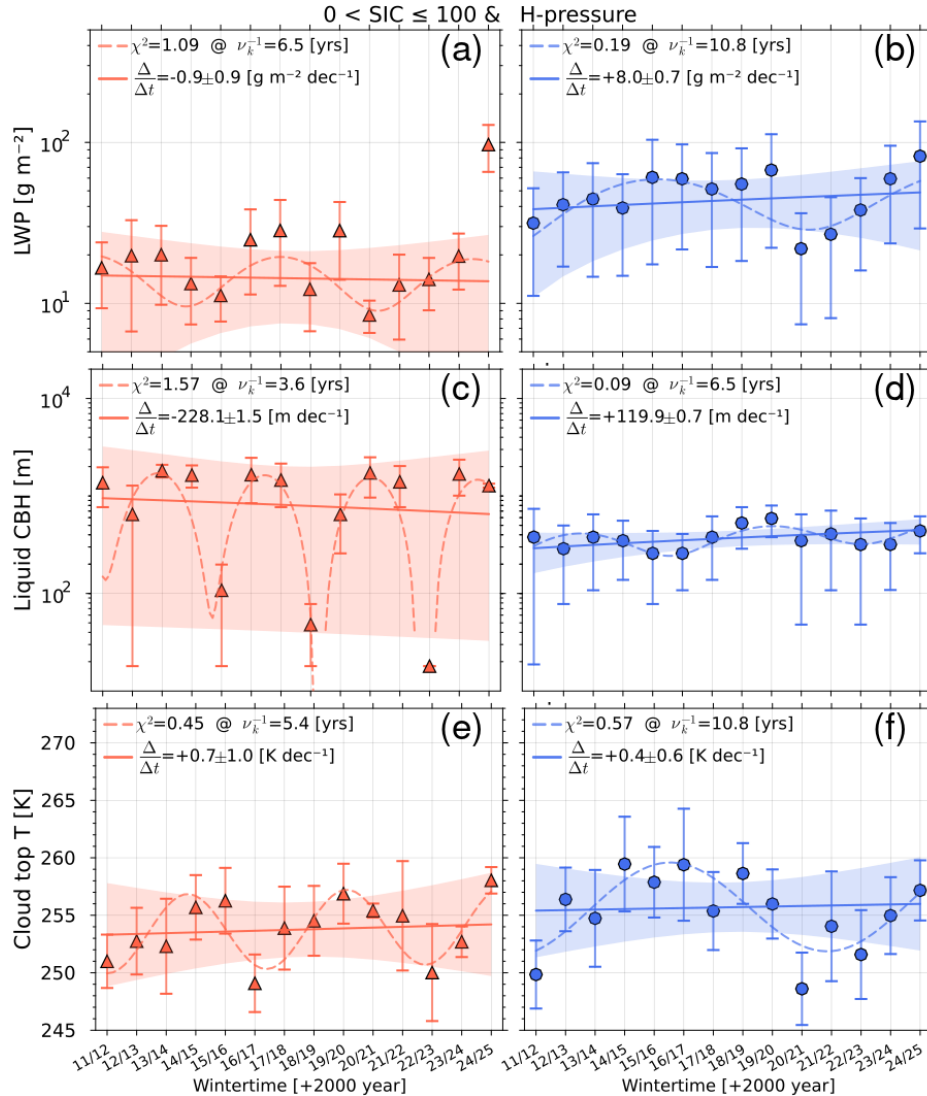 0 < SIC ≤ 100 & H-pressure
χ²=1.09 @ ν_k⁻¹=6.5 [yrs]
Δ/Δt=-0.9±0.9 [g m⁻² dec⁻¹]
(a)
χ²=0.19 @ ν_k⁻¹=10.8 [yrs]
Δ/Δt=+8.0±0.7 [g m⁻² dec⁻¹]
(b)
LWP [g m⁻²]
10²
10¹
χ²=1.57 @ ν_k⁻¹=3.6 [yrs]
Δ/Δt=-228.1±1.5 [m dec⁻¹]
(c)
χ²=0.09 @ ν_k⁻¹=6.5 [yrs]
Δ/Δt=+119.9±0.7 [m dec⁻¹]
(d)
Liquid CBH [m]
10⁴
10²
χ²=0.45 @ ν_k⁻¹=5.4 [yrs]
Δ/Δt=+0.7±1.0 [K dec⁻¹]
(e)
χ²=0.57 @ ν_k⁻¹=10.8 [yrs]
Δ/Δt=+0.4±0.6 [K dec⁻¹]
(f)
Cloud top T [K]
270
265
260
255
250
245
11/12 12/13 13/14 14/15 15/16 16/17 17/18 18/19 19/20 20/21 21/22 22/23 23/24 24/25
11/12 12/13 13/14 14/15 15/16 16/17 17/18 18/19 19/20 20/21 21/22 22/23 23/24 24/25
Wintertime [+2000 year]
Wintertime [+2000 year]